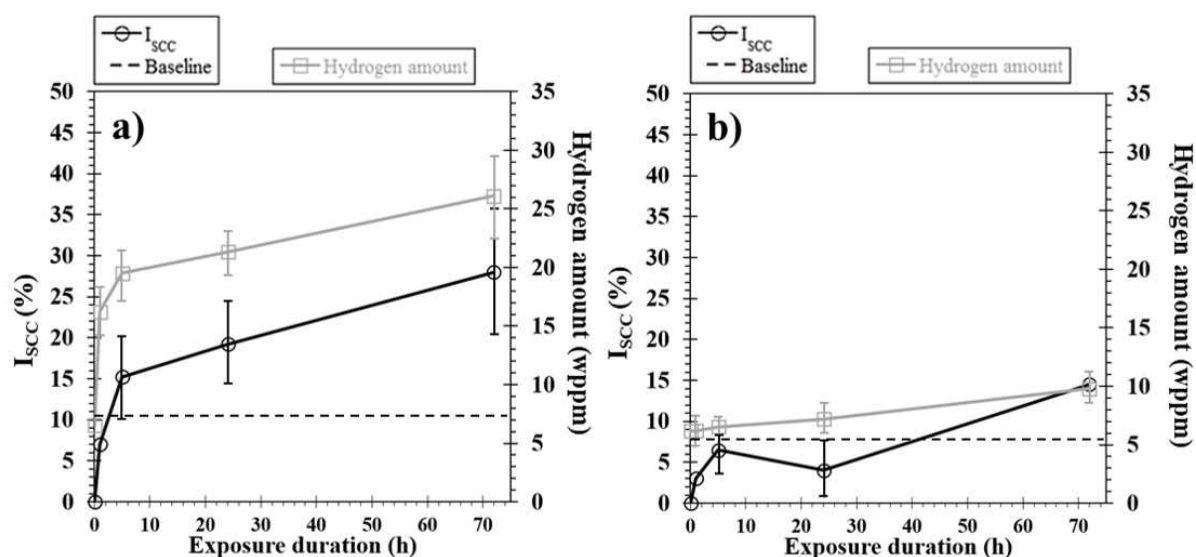 I_SCC
Baseline
Hydrogen amount
a)
50
45
40
35
30
25
20
15
10
5
0
I_SCC (%)
0 10 20 30 40 50 60 70
Exposure duration (h)
35
30
25
20
15
10
5
0
Hydrogen amount (wppm)
I_SCC
Baseline
Hydrogen amount
b)
50
45
40
35
30
25
20
15
10
5
0
I_SCC (%)
0 10 20 30 40 50 60 70
Exposure duration (h)
35
30
25
20
15
10
5
0
Hydrogen amount (wppm)